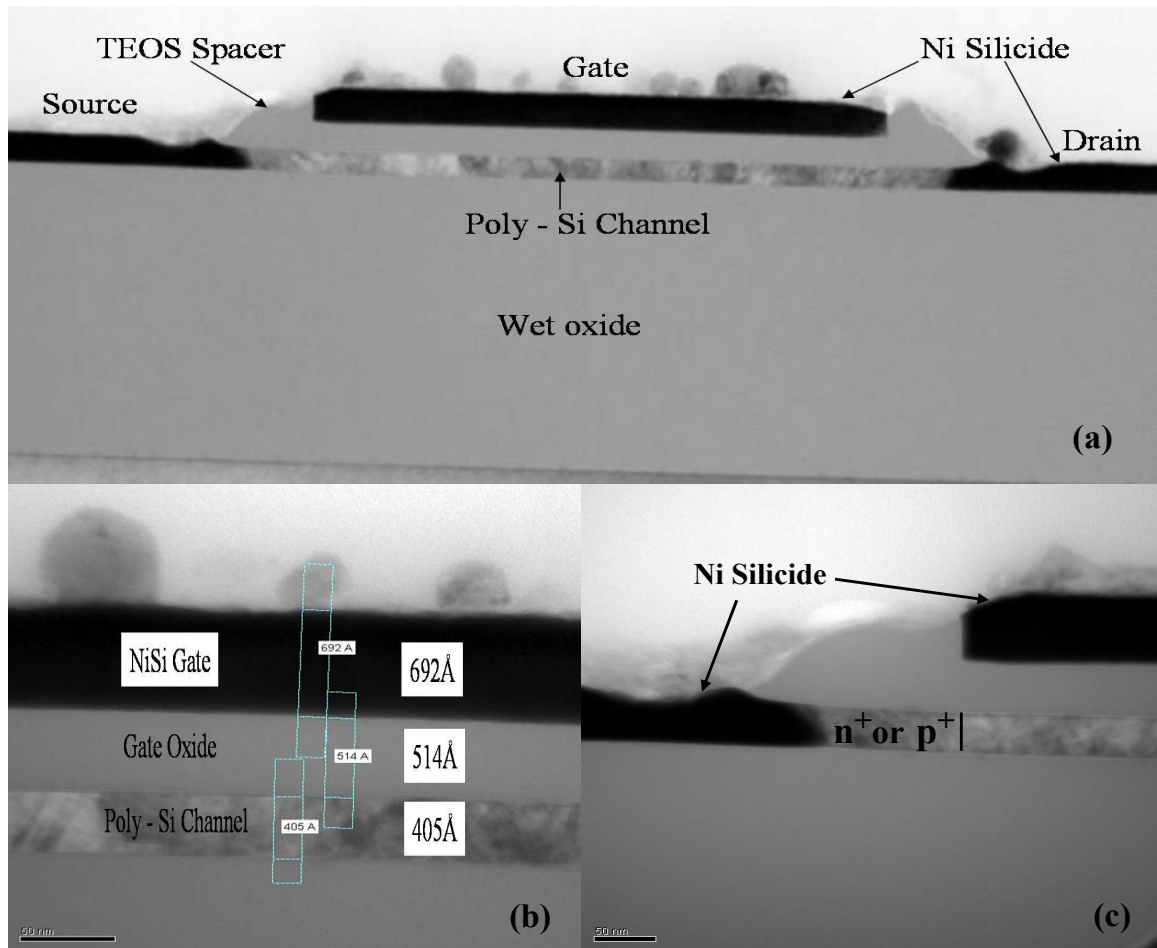 TEOS Spacer
Gate
Ni Silicide
Source
Drain
Poly - Si Channel
Wet oxide
(a)
692 A
NiSi Gate
692Å
Gate Oxide
514 A
514Å
Poly - Si Channel
405 A
405Å
50 nm
(b)
Ni Silicide
n+ or p+|
50 nm
(c)